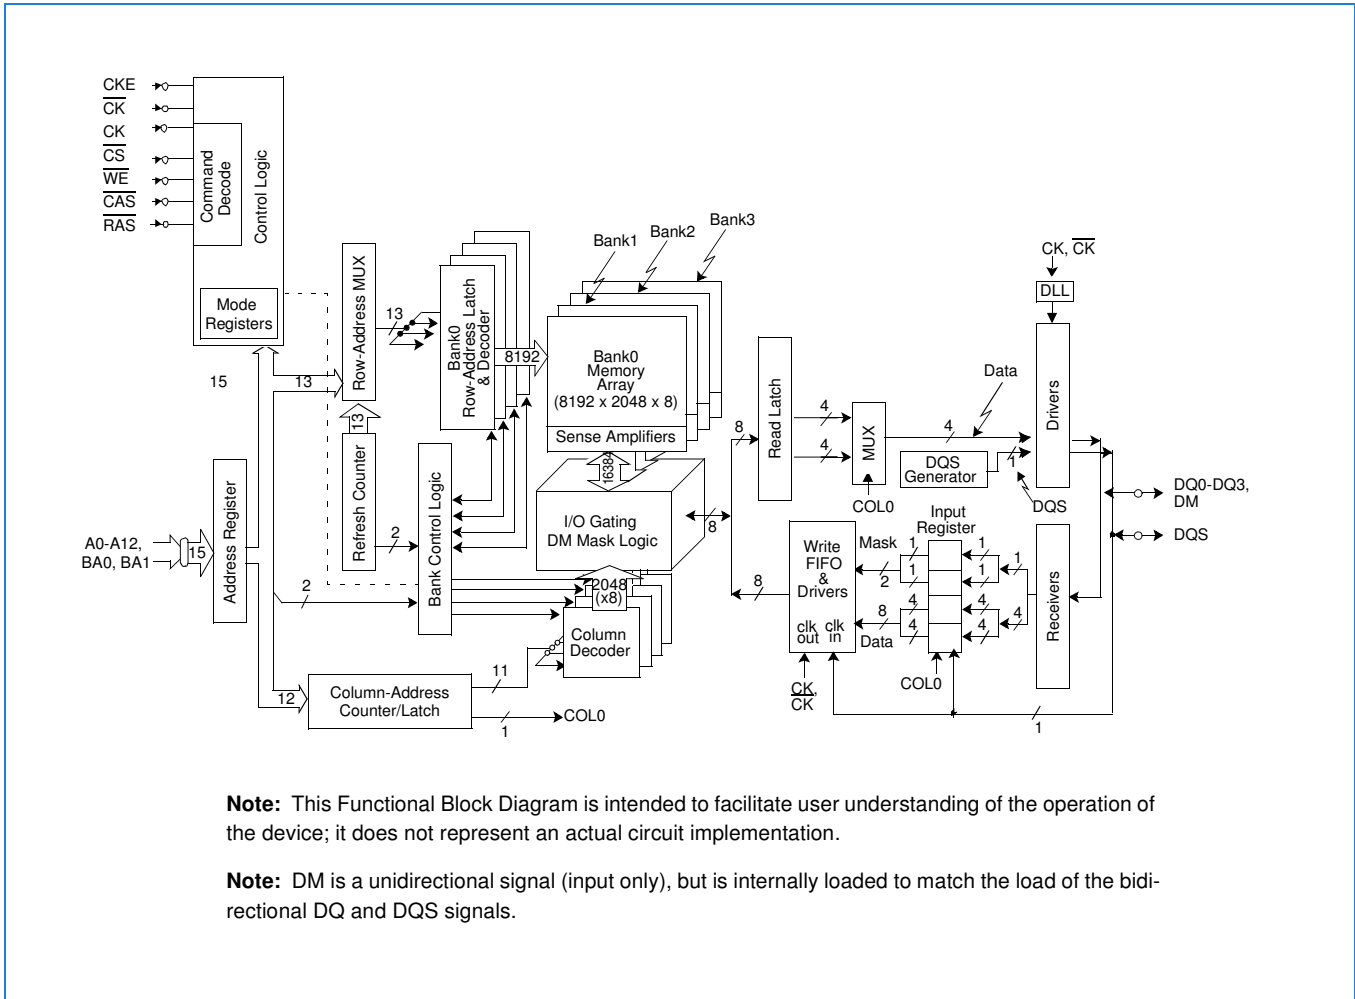 CKE
CK
CK
CS
WE
CAS
RAS
Command
Decode
Control Logic
Mode
Registers
15
13
Row-Address MUX
13
Refresh Counter
13
Bank0
Row-Address Latch
& Decoder
8192
Bank1
Bank2
Bank3
Bank0
Memory
Array
(8192 x 2048 x 8)
Sense Amplifiers
16384
I/O Gating
DM Mask Logic
2048
(x8)
Column
Decoder
Bank Control Logic
2
2
A0-A12,
BA0, BA1
15
Address Register
12
Column-Address
Counter/Latch
11
1
COL0
8
8
8
Read Latch
4
4
MUX
COL0
4
Data
DQS
Generator
1
DQS
CK, CK
DLL
Drivers
DQ0-DQ3,
DM
DQS
Receivers
Input
Register
Write
FIFO
&
Drivers
clk
out
clk
in
Mask
1
2
1
8
Data
4
4
1
1
1
4
4
4
CK,
CK
COL0
1
Note: This Functional Block Diagram is intended to facilitate user understanding of the operation of
the device; it does not represent an actual circuit implementation.
Note: DM is a unidirectional signal (input only), but is internally loaded to match the load of the bidi-
rectional DQ and DQS signals.